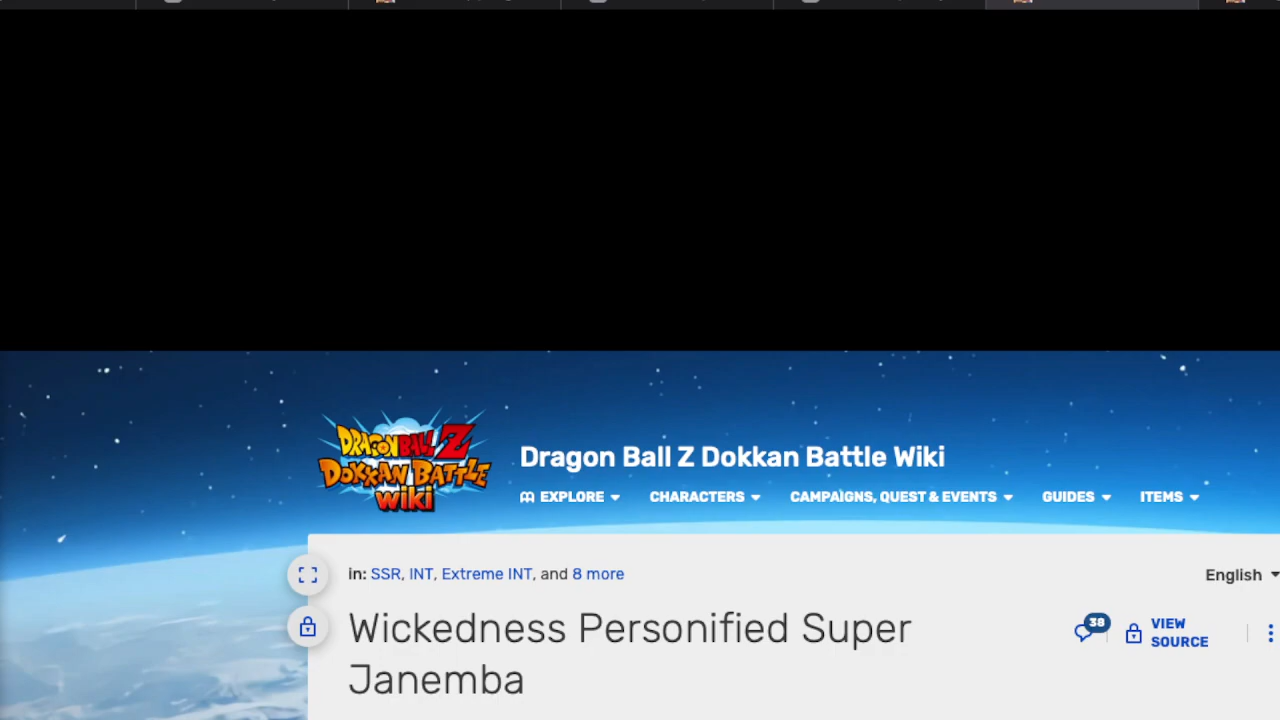 DRAGON BALL Z
DOKKAN BATTLE
wiki
Dragon Ball Z Dokkan Battle Wiki
EXPLORE
CHARACTERS
CAMPAIGNS, QUEST & EVENTS
GUIDES
ITEMS
in: SSR, INT, Extreme INT, and 8 more
English
Wickedness Personified Super
Janemba
38
VIEW
SOURCE